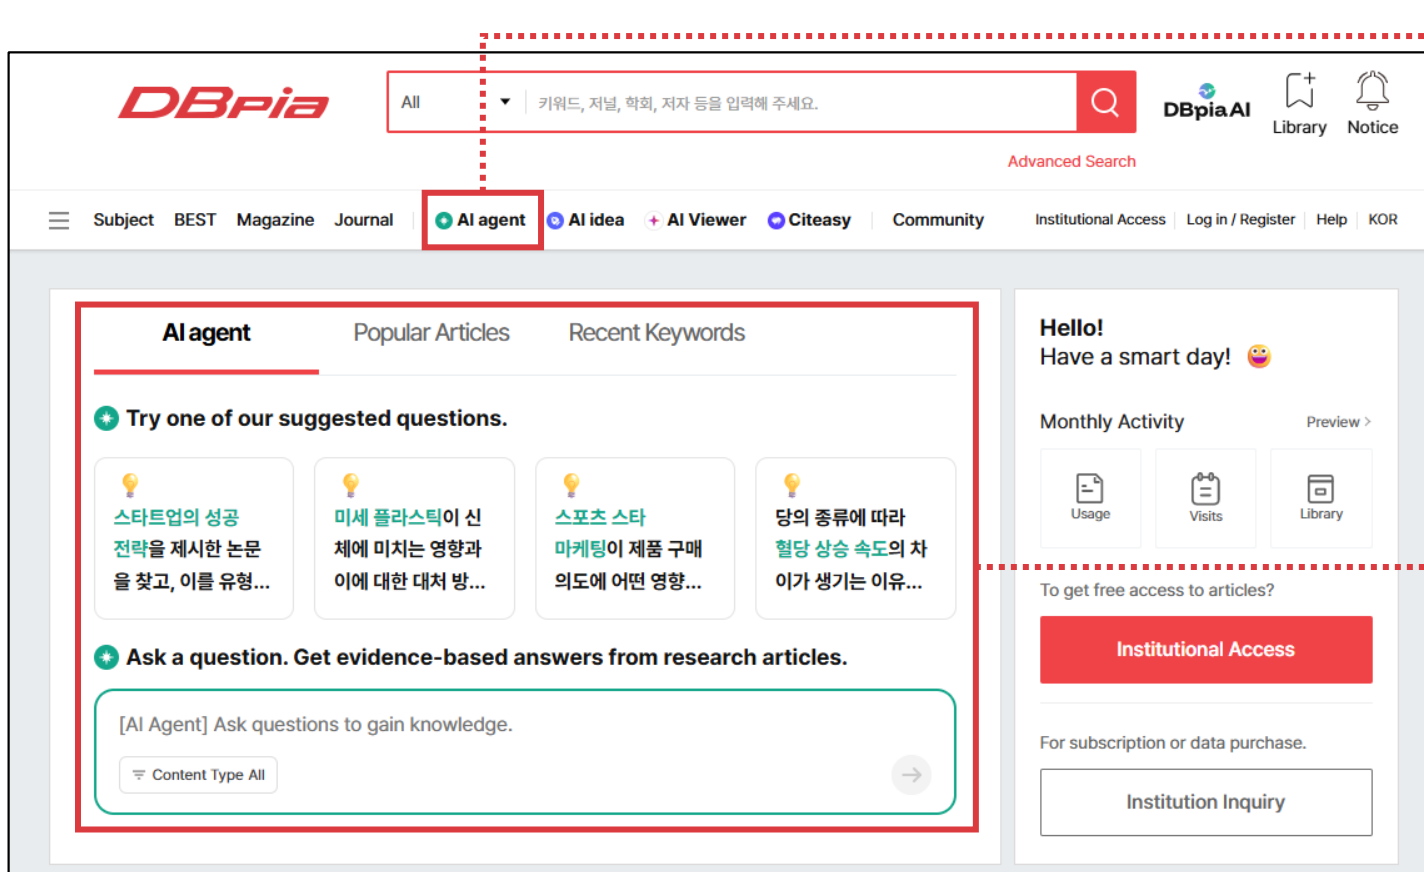 DBpia
All
키워드, 저널, 학회, 저자 등을 입력해 주세요.
DBpia AI
Library
Notice
Advanced Search
Subject BEST Magazine Journal AI agent AI idea AI Viewer Citeasy Community Institutional Access Log in / Register Help KOR
AI agent Popular Articles Recent Keywords
Try one of our suggested questions.
스타트업의 성공
전략을 제시한 논문
을 찾고, 이를 유형...
미세 플라스틱이 신
체에 미치는 영향과
이에 대한 대처 방...
스포츠 스타
마케팅이 제품 구매
의도에 어떤 영향...
당의 종류에 따라
혈당 상승 속도의 차
이가 생기는 이유...
Ask a question. Get evidence-based answers from research articles.
[AI Agent] Ask questions to gain knowledge.
Content Type All
Hello!
Have a smart day!
Monthly Activity
Preview >
Usage
Visits
Library
To get free access to articles?
Institutional Access
For subscription or data purchase.
Institution Inquiry